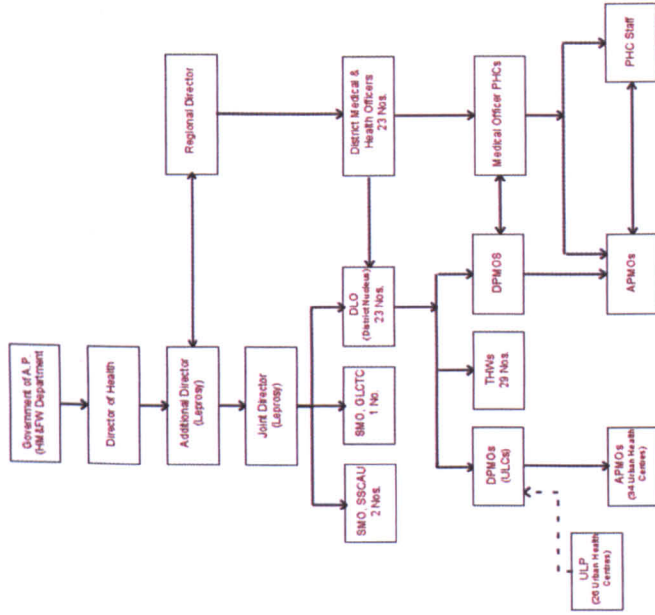 Government of A.P.
(HM&FW Department)
Director of Health
Additional Director
(Leprosy)
Regional Director
Joint Director
(Leprosy)
SMO, SSCAU
2 Nos.
SMO, GLCTC
1 No.
DLO
(District Nucleus)
23 Nos.
District Medical &
Health Officers
23 Nos.
DPMOs
(ULCs)
THWs
29 Nos.
DPMOS
Medical Officer PHCs
ULP
(26 Urban Health
Centres)
APMOs
(34 Urban Health
Centres)
APMOs
PHC Staff